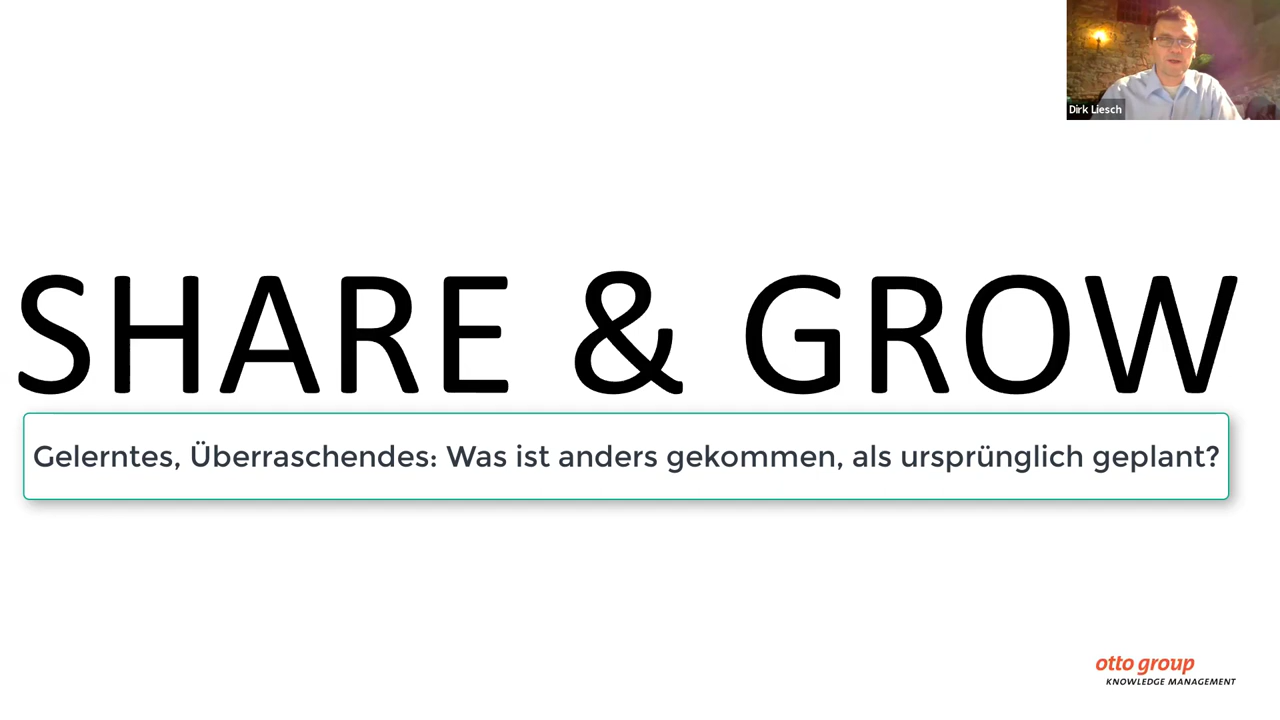 Dirk Liesch
SHARE & GROW
Gelerntes, Überraschendes: Was ist anders gekommen, als ursprünglich geplant?
otto group
KNOWLEDGE MANAGEMENT